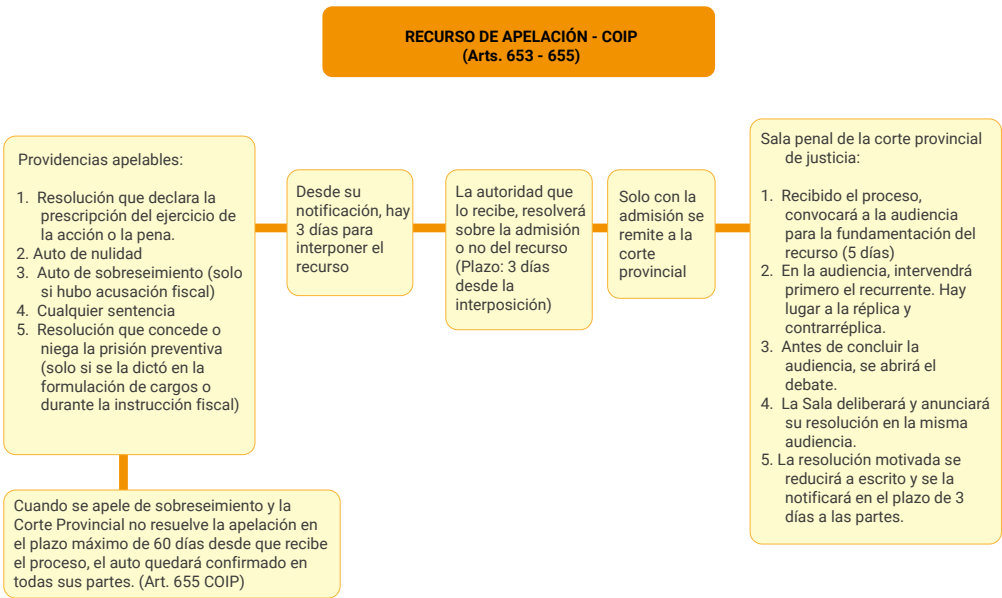 RECURSO DE APELACIÓN - COIP
(Arts. 653 - 655)
Providencias apelables:
1. Resolución que declara la
prescripción del ejercicio de
la acción o la pena.
2. Auto de nulidad
3. Auto de sobreseimiento (solo
si hubo acusación fiscal)
4. Cualquier sentencia
5. Resolución que concede o
niega la prisión preventiva
(solo si se la dictó en la
formulación de cargos o
durante la instrucción fiscal)
Cuando se apele de sobreseimiento y la
Corte Provincial no resuelve la apelación en
el plazo máximo de 60 días desde que recibe
el proceso, el auto quedará confirmado en
todas sus partes. (Art. 655 COIP)
Desde su
notificación, hay
3 días para
interponer el
recurso
La autoridad que
lo recibe, resolverá
sobre la admisión
o no del recurso
(Plazo: 3 días
desde la
interposición)
Solo con la
admisión se
remite a la
corte
provincial
Sala penal de la corte provincial
de justicia:
1. Recibido el proceso,
convocará a la audiencia
para la fundamentación del
recurso (5 días)
2. En la audiencia, intervendrá
primero el recurrente. Hay
lugar a la réplica y
contrarréplica.
3. Antes de concluir la
audiencia, se abrirá el
debate.
4. La Sala deliberará y anunciará
su resolución en la misma
audiencia.
5. La resolución motivada se
reducirá a escrito y se la
notificará en el plazo de 3
días a las partes.